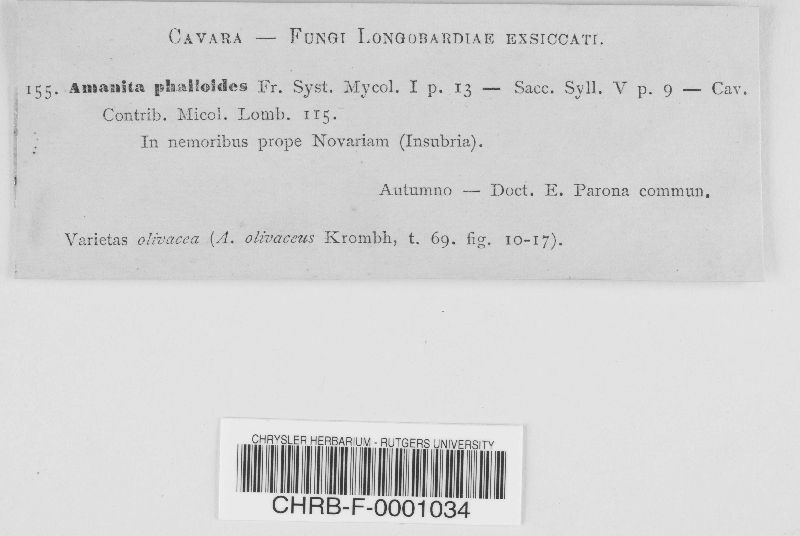 Cavara — Fungi Longobardiae exsiccati.
155. Amanita phalloides Fr. Syst. Mycol. I p. 13 — Sacc. Syll. V p. 9 — Cav.
Contrib. Micol. Lomb. 115.
In nemoribus prope Novariam (Insubria).
Autumno — Doct. E. Parona commun.
Varietas olivacea (A. olivaceus Krombh, t. 69. fig. 10-17).
CHRYSLER HERBARIUM - RUTGERS UNIVERSITY
CHRB-F-0001034